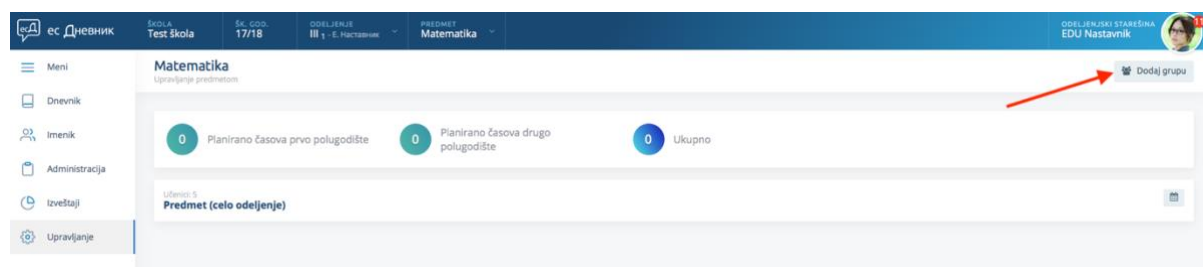 есД ес Дневник
ŠKOLA
Test škola
ŠK. GOD.
17/18
ODELJENJE
III 1 - Е. Наставник
PREDMET
Matematika
ODELJENJSKI STAREŠINA
EDU Nastavnik
11
Meni
Dnevnik
Imenik
Administracija
Izveštaji
Upravljanje
Matematika
Upravljanje predmetom
Dodaj grupu
0 Planirano časova prvo polugodište
0 Planirano časova drugo
polugodište
0 Ukupno
Učenici: 5
Predmet (celo odeljenje)